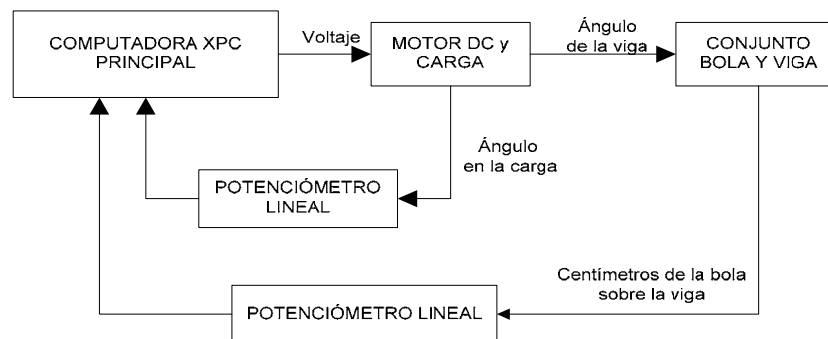 COMPUTADORA XPC
PRINCIPAL
Voltaje
MOTOR DC y
CARGA
Ángulo
de la viga
CONJUNTO
BOLA Y VIGA
Ángulo
en la carga
POTENCIÓMETRO
LINEAL
Centímetros de la bola
sobre la viga
POTENCIÓMETRO LINEAL